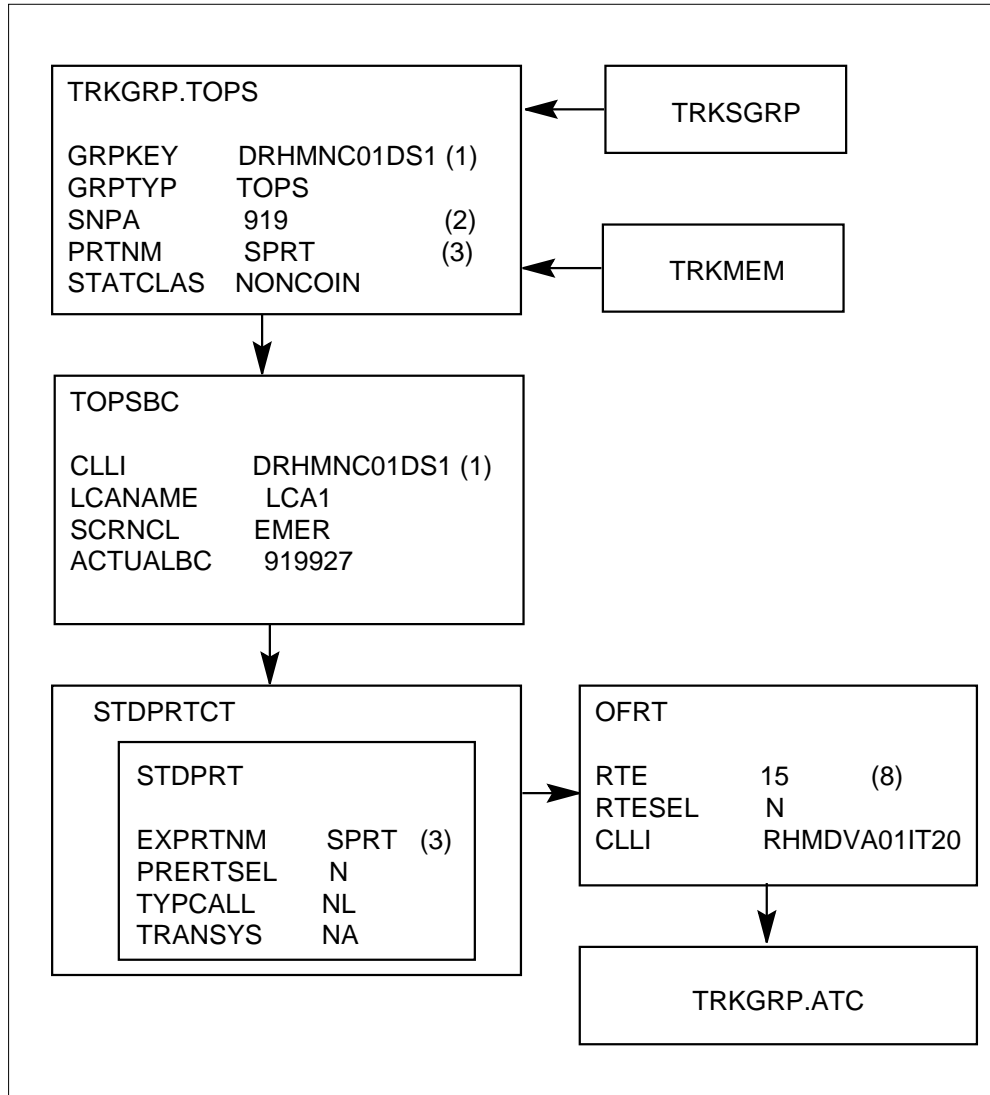 TRKGRP.TOPS
GRPKEY DRHMNC01DS1 (1)
GRPTYP TOPS
SNPA 919 (2)
PRTNM SPRT (3)
STATCLAS NONCOIN
TRKSGRP
TRKMEM
TOPSBC
CLLI DRHMNC01DS1 (1)
LCANAME LCA1
SCRNCL EMER
ACTUALBC 919927
STDPRTCT
STDPRT
EXPRTNM SPRT (3)
PRERTSEL N
TYPCALL NL
TRANSYS NA
OFRT
RTE 15 (8)
RTESEL N
CLLI RHMDVA01IT20
TRKGRP.ATC